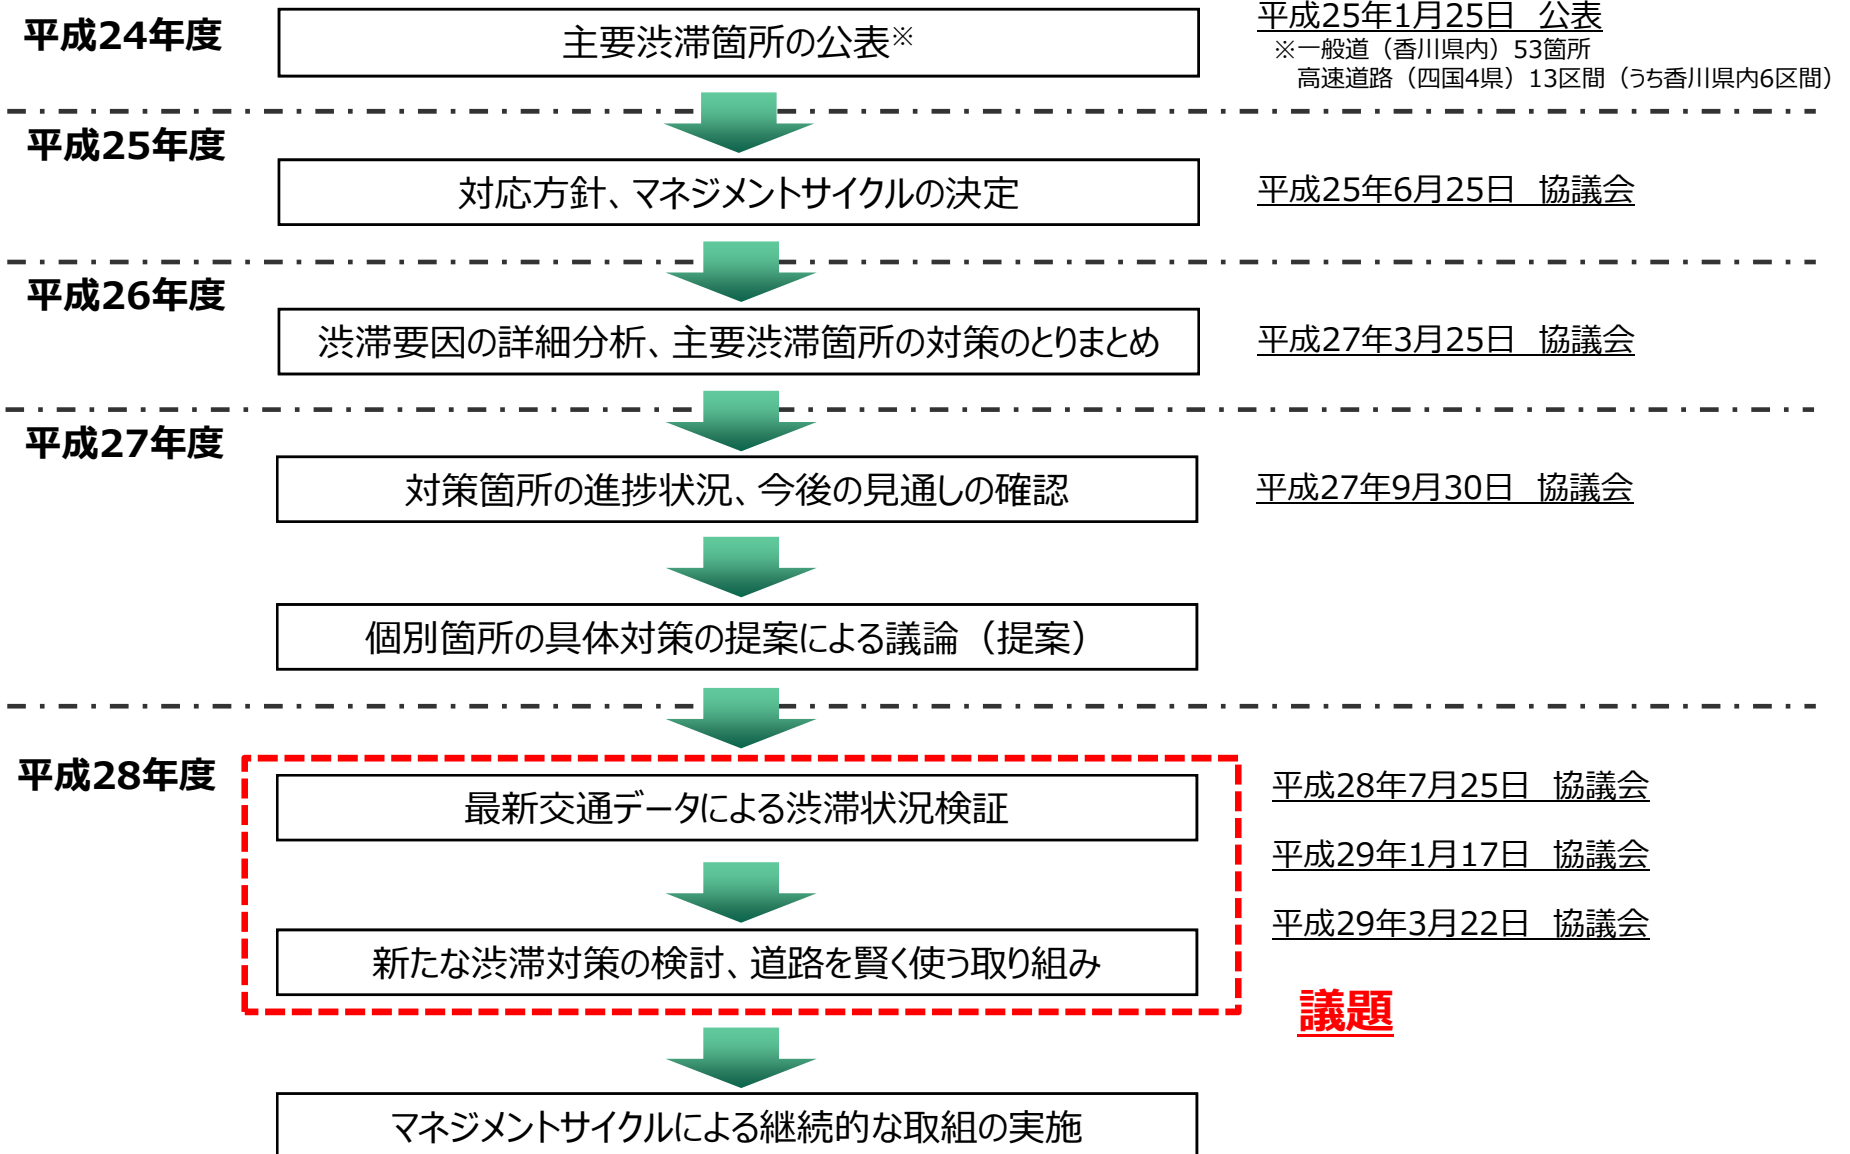 平成24年度
主要渋滞箇所の公表※
平成25年1月25日 公表
※一般道（香川県内）53箇所
高速道路（四国4県）13区間（うち香川県内6区間）
平成25年度
対応方針、マネジメントサイクルの決定
平成25年6月25日 協議会
平成26年度
渋滞要因の詳細分析、主要渋滞箇所の対策のとりまとめ
平成27年3月25日 協議会
平成27年度
対策箇所の進捗状況、今後の見通しの確認
平成27年9月30日 協議会
個別箇所の具体対策の提案による議論（提案）
平成28年度
最新交通データによる渋滞状況検証
平成28年7月25日 協議会
平成29年1月17日 協議会
平成29年3月22日 協議会
新たな渋滞対策の検討、道路を賢く使う取り組み
議題
マネジメントサイクルによる継続的な取組の実施